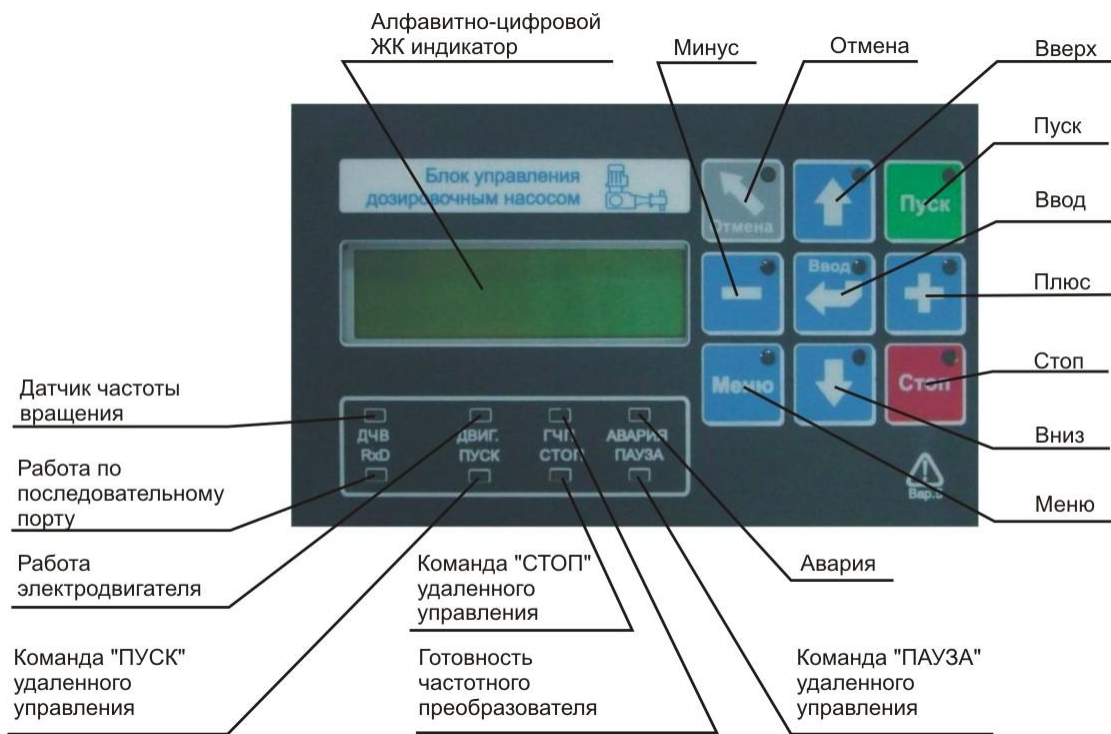 Алфавитно-цифровой
ЖК индикатор
Минус
Отмена
Вверх
Пуск
Ввод
Плюс
Стоп
Вниз
Меню
Блок управления
дозировочным насосом
Отмена
Пуск
Ввод
Меню
Стоп
ДЧВ
ДВИГ.
ГЧП
АВАРИЯ
RxD
ПУСК
СТОП
ПАУЗА
Датчик частоты
вращения
Работа по
последовательному
порту
Работа
электродвигателя
Команда "ПУСК"
удаленного
управления
Команда "СТОП"
удаленного
управления
Готовность
частотного
преобразователя
Авария
Команда "ПАУЗА"
удаленного
управления